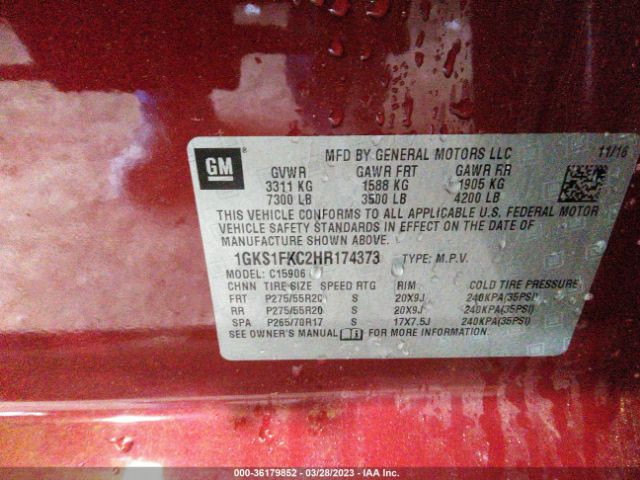 GM ®
MFD BY GENERAL MOTORS LLC 11/16
GVWR GAWR FRT GAWR RR
3311 KG 1588 KG 1905 KG
7300 LB 3500 LB 4200 LB
THIS VEHICLE CONFORMS TO ALL APPLICABLE U.S. FEDERAL MOTOR
VEHICLE SAFETY STANDARDS IN EFFECT ON THE DATE OF
MANUFACTURE SHOWN ABOVE.
1GKS1FKC2HR174373 TYPE: M.P.V.
MODEL: C15906
CHNN TIRE SIZE SPEED RTG RIM COLD TIRE PRESSURE
FRT P275/55R20 S 20X9J 240KPA(35PSI)
RR P275/55R20 S 20X9J 240KPA(35PSI)
SPA P265/70R17 S 17X7.5J 240KPA(35PSI)
SEE OWNER'S MANUAL FOR MORE INFORMATION.
000-36179852 - 03/28/2023 - IAA Inc.